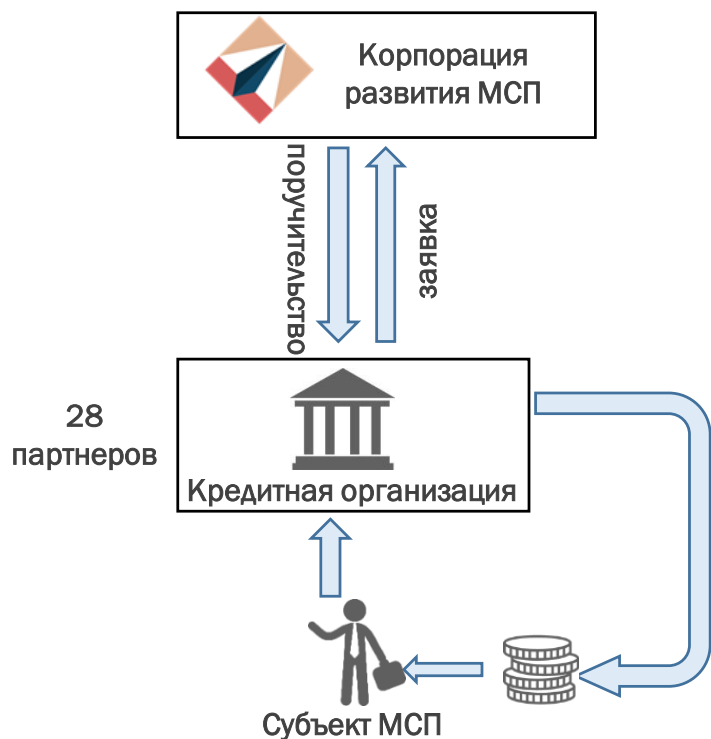 Корпорация
развития МСП
поручительство
заявка
28
партнеров
Кредитная организация
Субъект МСП